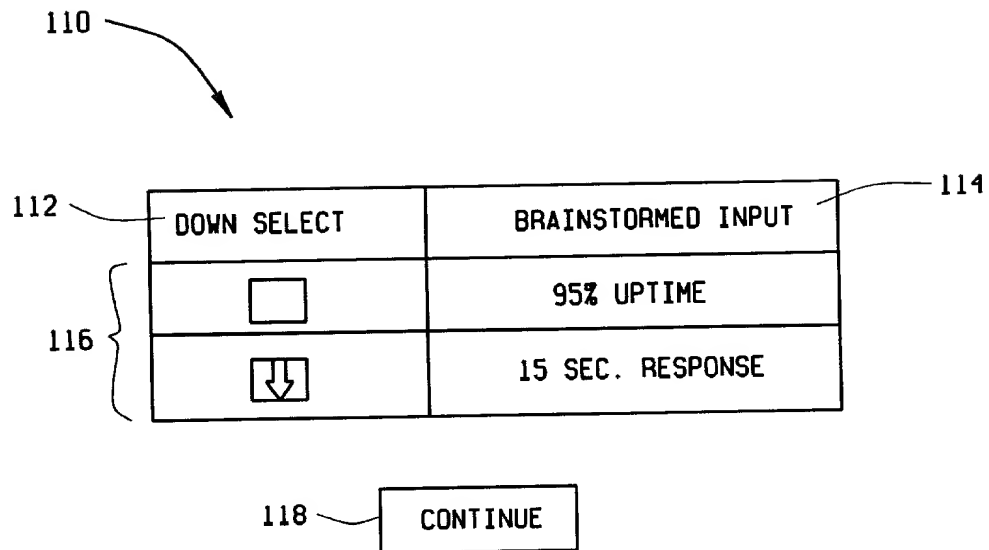 110
112
DOWN SELECT
BRAINSTORMED INPUT
114
95% UPTIME
116
15 SEC. RESPONSE
118
CONTINUE